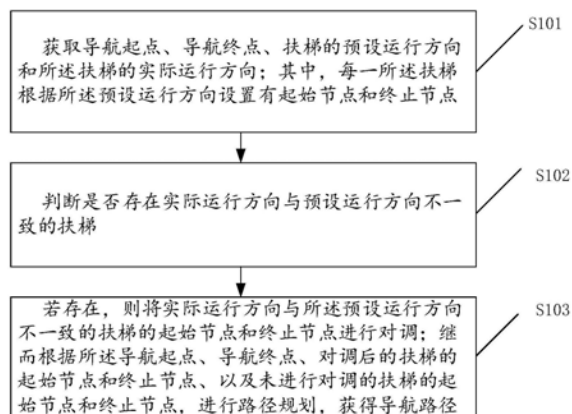 获取导航起点、导航终点、扶梯的预设运行方向
和所述扶梯的实际运行方向；其中，每一所述扶梯
根据所述预设运行方向设置有起始节点和终止节点
S101
判断是否存在实际运行方向与预设运行方向不一
致的扶梯
S102
若存在，则将实际运行方向与所述预设运行方向
不一致的扶梯的起始节点和终止节点进行对调；继
而根据所述导航起点、导航终点、对调后的扶梯的
起始节点和终止节点、以及未进行对调的扶梯的起
始节点和终止节点，进行路径规划，获得导航路径
S103